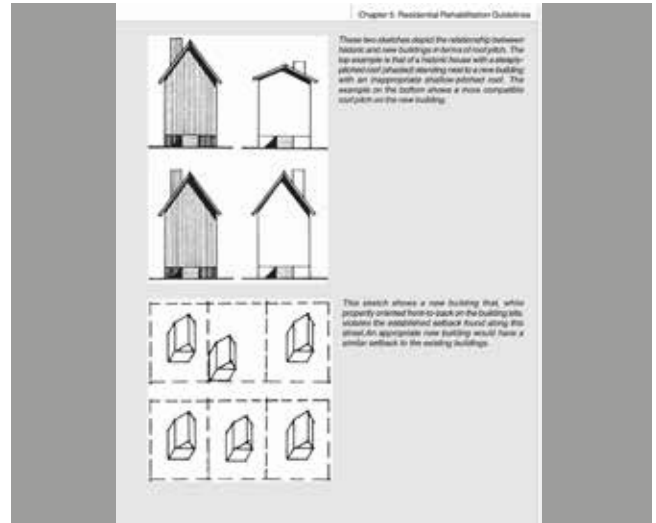 Chapter 5: Residential Rehabilitation Guidelines
These two sketches depict the relationship between
historic and new buildings in terms of roof pitch. The
top example is that of a historic house with a steeply-
pitched roof (shaded) standing next to a new building
with an inappropriate shallow-pitched roof. The
example on the bottom shows a more compatible
roof pitch on the new building.
This sketch shows a new building that, while
properly oriented front-to-back on the building site,
violates the established setback found along this
street. An appropriate new building would have a
similar setback to the existing buildings.